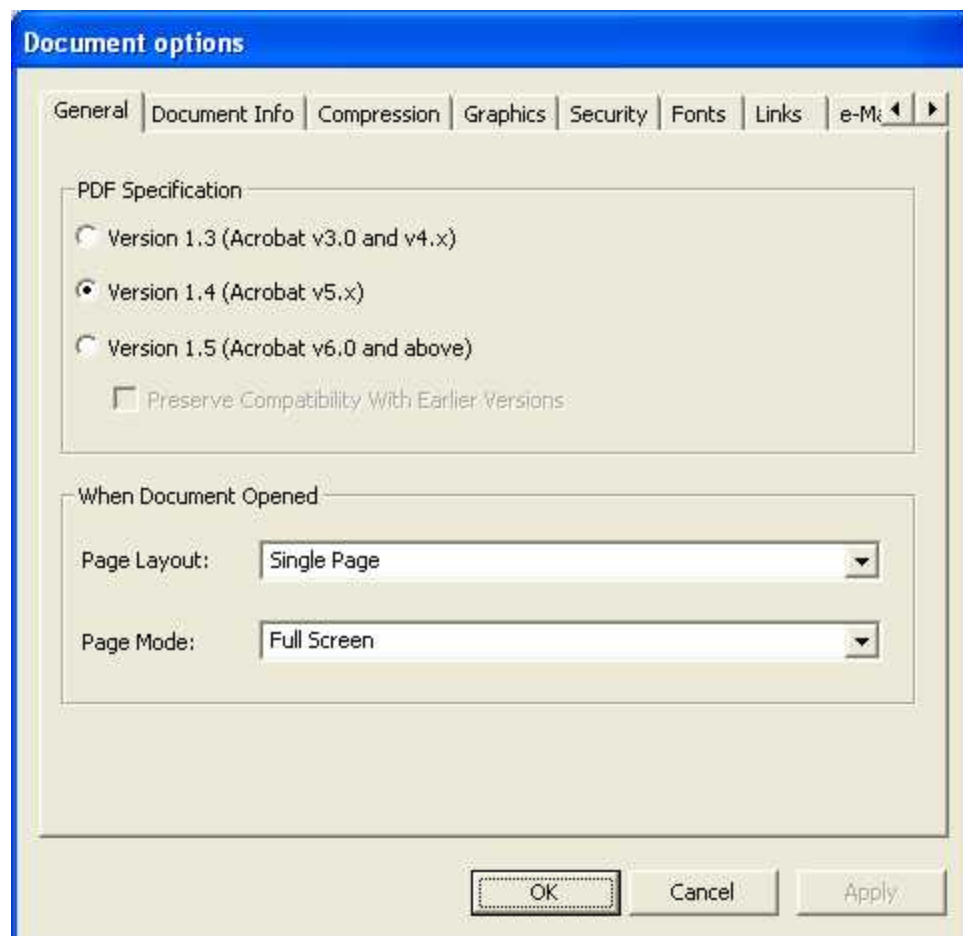 Document options
General Document Info Compression Graphics Security Fonts Links e-Ma
PDF Specification
Version 1.3 (Acrobat v3.0 and v4.x)
Version 1.4 (Acrobat v5.x)
Version 1.5 (Acrobat v6.0 and above)
Preserve Compatibility With Earlier Versions
When Document Opened
Page Layout: Single Page
Page Mode: Full Screen
OK Cancel Apply